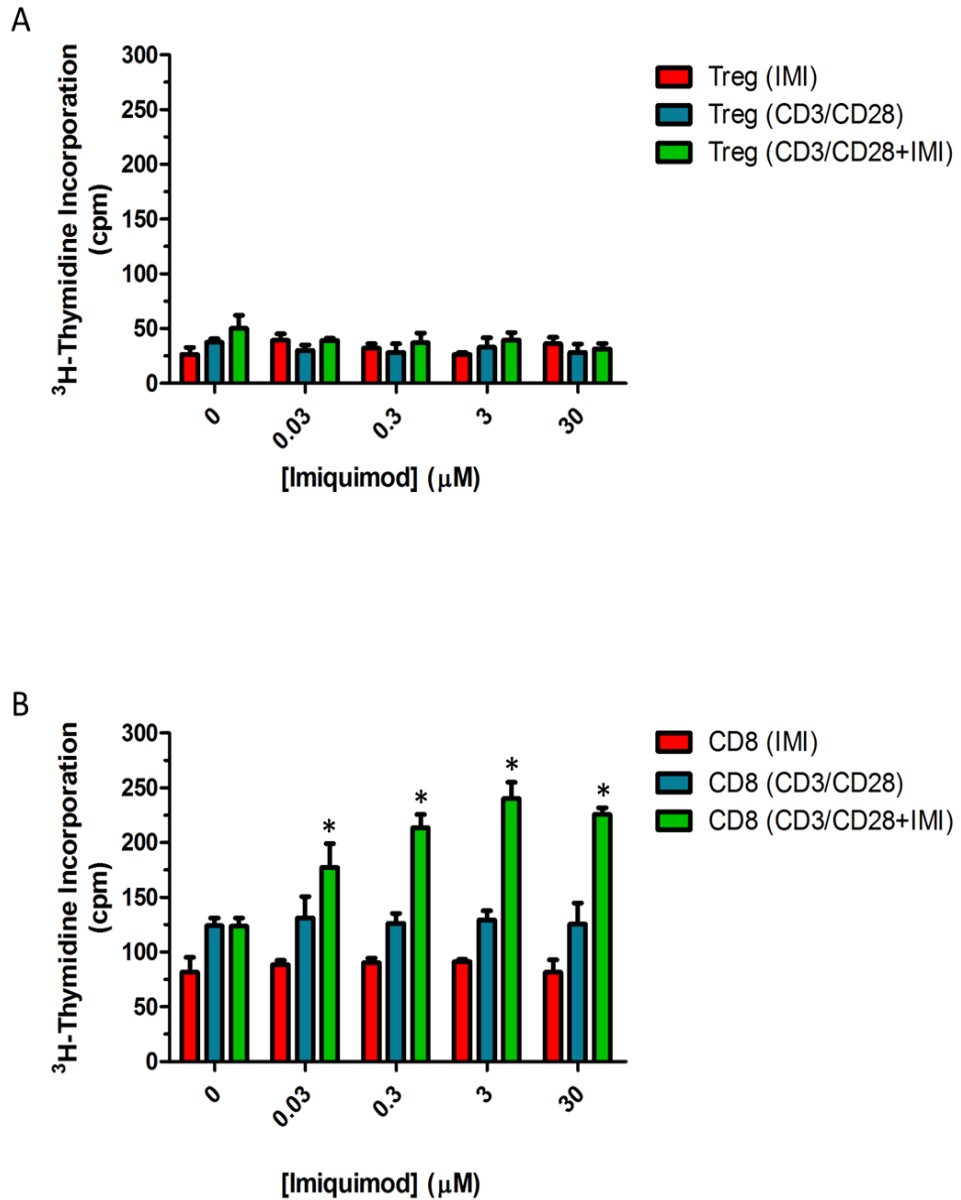 A
300
250
200
150
100
50
0
³H-Thymidine Incorporation
(cpm)
0
0.03
0.3
3
30
[Imiquimod] (μM)
Treg (IMI)
Treg (CD3/CD28)
Treg (CD3/CD28+IMI)
B
300
250
200
150
100
50
0
³H-Thymidine Incorporation
(cpm)
*
*
*
*
0
0.03
0.3
3
30
[Imiquimod] (μM)
CD8 (IMI)
CD8 (CD3/CD28)
CD8 (CD3/CD28+IMI)